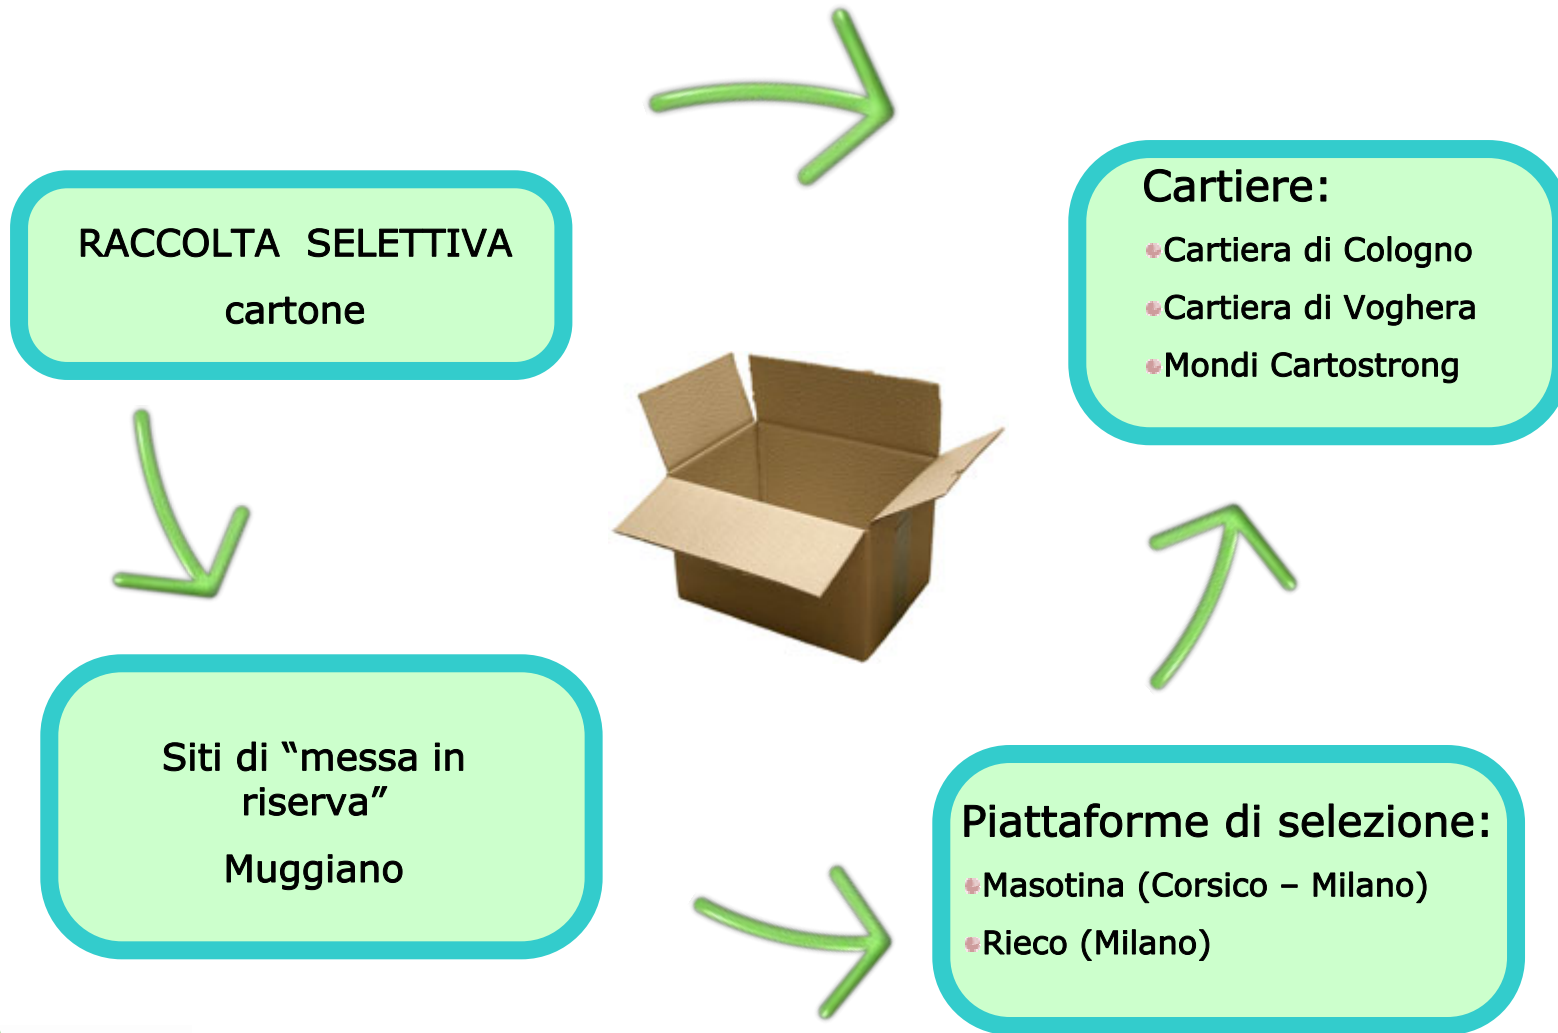 RACCOLTA SELETTIVA
cartone
Cartiere:
Cartiera di Cologno
Cartiera di Voghera
Mondi Cartostrong
Siti di “messa in
riserva”
Muggiano
Piattaforme di selezione:
Masotina (Corsico – Milano)
Rieco (Milano)